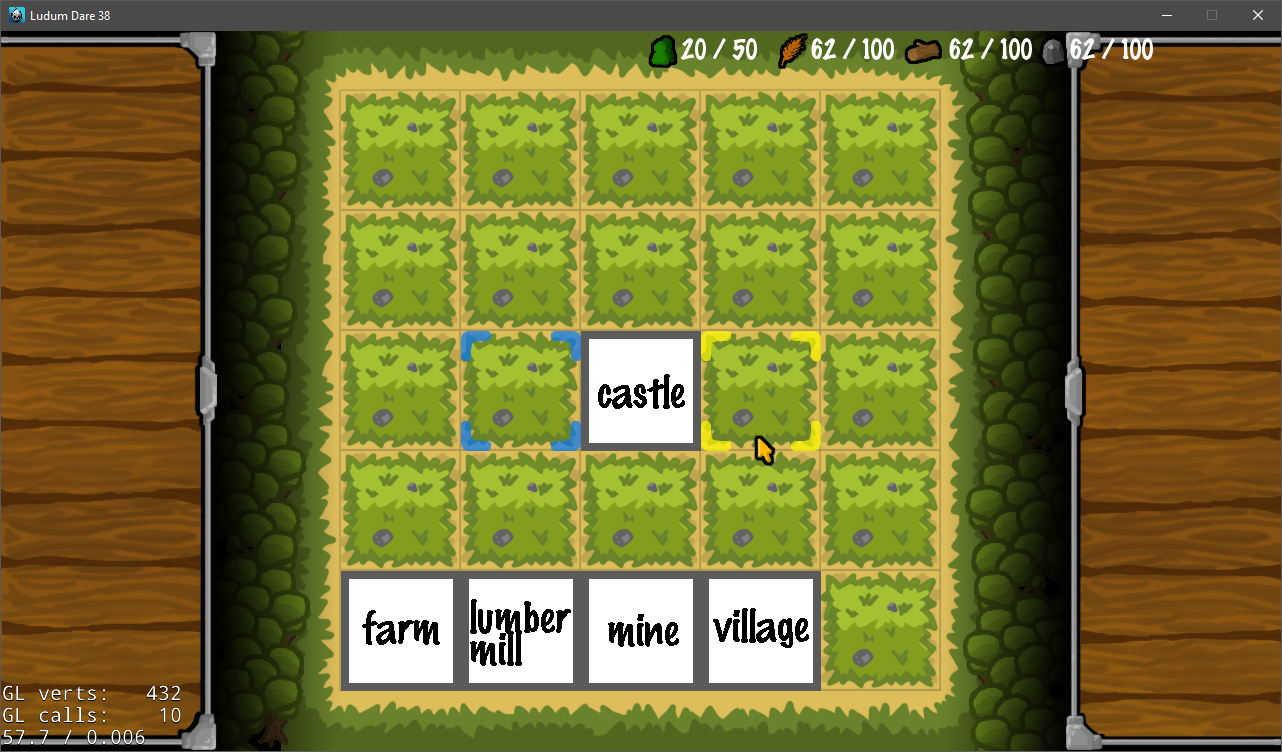 Ludum Dare 38
20 / 50 62 / 100 62 / 100 62 / 100
castle
farm
lumber
mill
mine
village
GL verts: 432
GL calls: 10
57.7 / 0.006